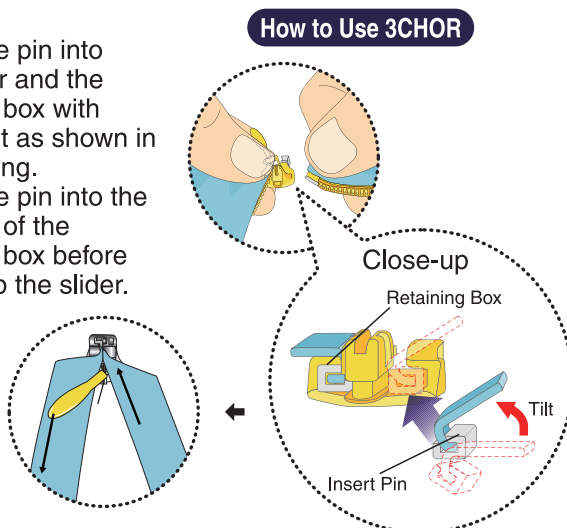 How to Use 3CHOR
e pin into
r and the
box with
t as shown in
ng.
e pin into the
of the
box before
o the slider.
Close-up
Retaining Box
Tilt
Insert Pin